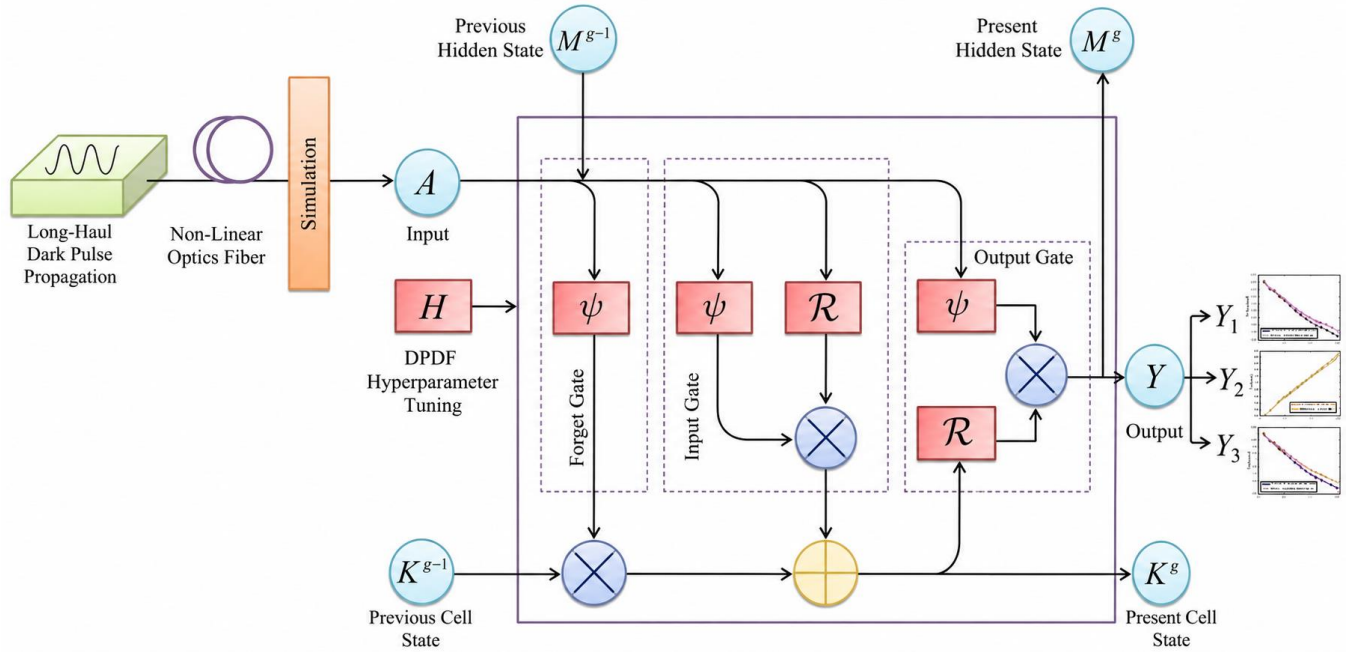 Previous
Hidden State
M^{g-1}
Present
Hidden State
M^{g}
Simulation
A
Input
Long-Haul
Dark Pulse
Propagation
Non-Linear
Optics Fiber
H
DPDF
Hyperparameter
Tuning
ψ
Forget Gate
ψ
ℛ
Input Gate
Output Gate
ψ
ℛ
Y
Output
Y_1
Y_2
Y_3
K^{g-1}
Previous Cell
State
K^{g}
Present Cell
State